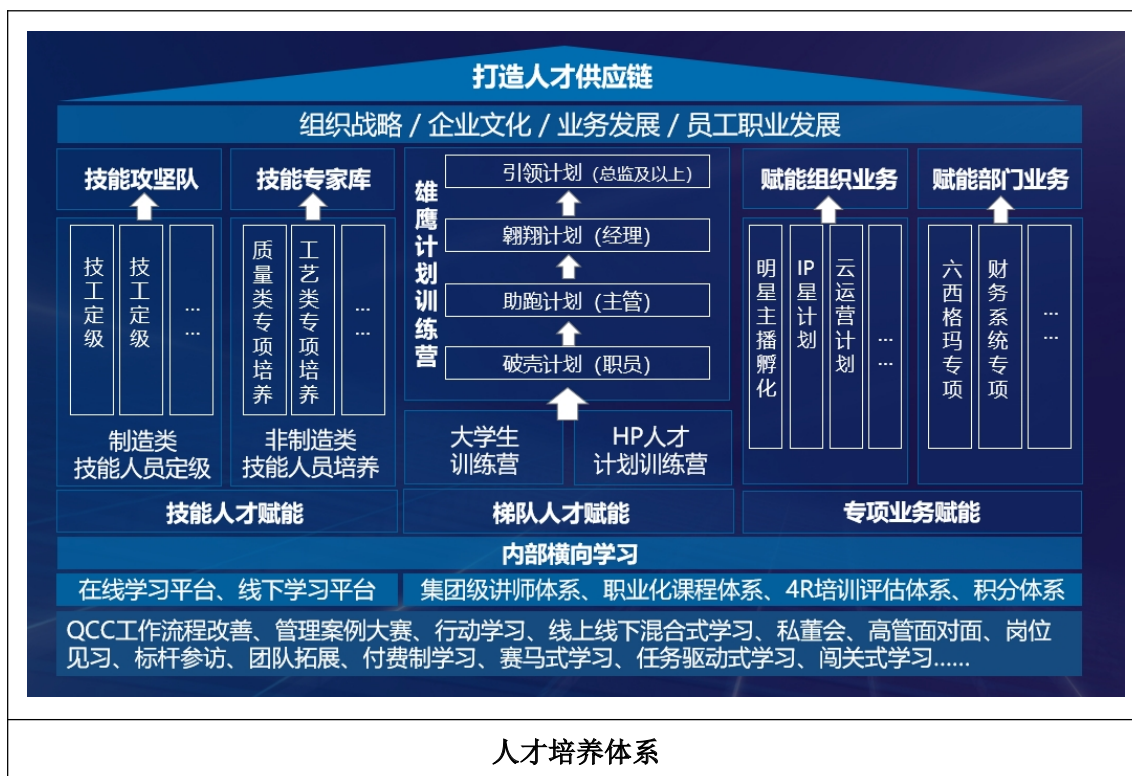 打造人才供应链
组织战略 / 企业文化 / 业务发展 / 员工职业发展
技能攻坚队
技工定级
技工定级
……
制造类
技能人员定级
技能专家库
质量类专项培养
工艺类专项培养
……
非制造类
技能人员培养
技能人才赋能
雄鹰计划训练营
引领计划 (总监及以上)
翱翔计划 (经理)
助跑计划 (主管)
破壳计划 (职员)
大学生
训练营
HP人才
计划训练营
梯队人才赋能
赋能组织业务
明星主播孵化
IP星计划
云运营计划
……
赋能部门业务
六西格玛专项
财务系统专项
……
专项业务赋能
内部横向学习
在线学习平台、线下学习平台
集团级讲师体系、职业化课程体系、4R培训评估体系、积分体系
QCC工作流程改善、管理案例大赛、行动学习、线上线下混合式学习、私董会、高管面对面、岗位
见习、标杆参访、团队拓展、付费制学习、赛马式学习、任务驱动式学习、闯关式学习……
人才培养体系